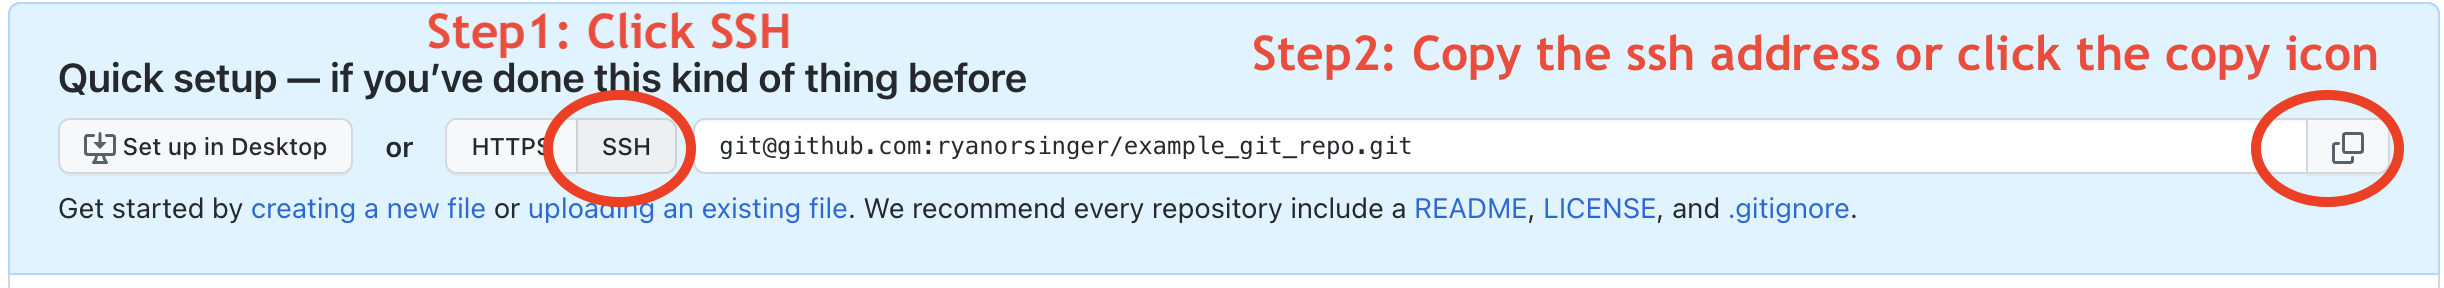 Step1: Click SSH
Step2: Copy the ssh address or click the copy icon
Quick setup — if you’ve done this kind of thing before
Set up in Desktop or HTTPS SSH git@github.com:ryanorsinger/example_git_repo.git
Get started by creating a new file or uploading an existing file. We recommend every repository include a README, LICENSE, and .gitignore.